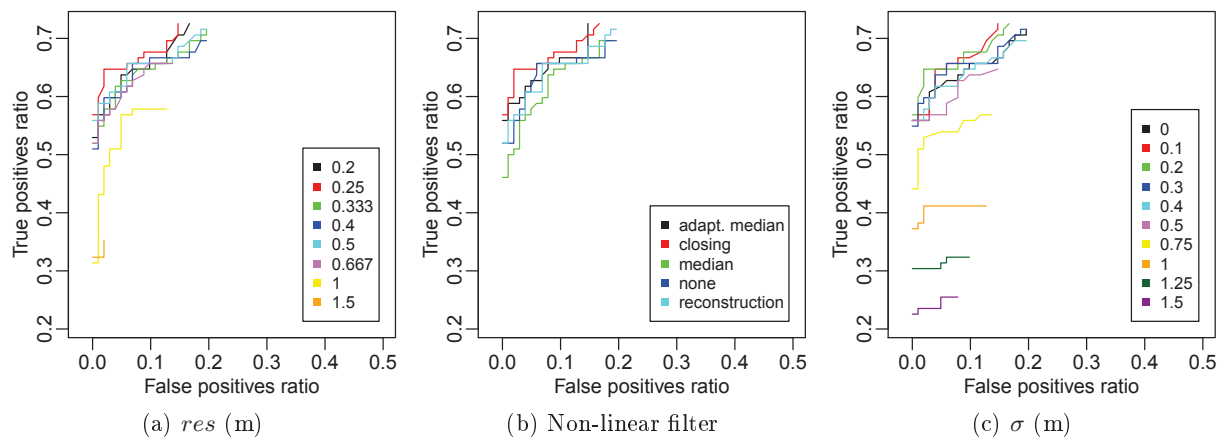 True positives ratio
0.2 0.3 0.4 0.5 0.6 0.7
0.0 0.1 0.2 0.3 0.4 0.5
False positives ratio
0.2
0.25
0.333
0.4
0.5
0.667
1
1.5
(a) res (m)
True positives ratio
0.2 0.3 0.4 0.5 0.6 0.7
0.0 0.1 0.2 0.3 0.4 0.5
False positives ratio
adapt. median
closing
median
none
reconstruction
(b) Non-linear filter
True positives ratio
0.2 0.3 0.4 0.5 0.6 0.7
0.0 0.1 0.2 0.3 0.4 0.5
False positives ratio
0
0.1
0.2
0.3
0.4
0.5
0.75
1
1.25
1.5
(c) σ (m)